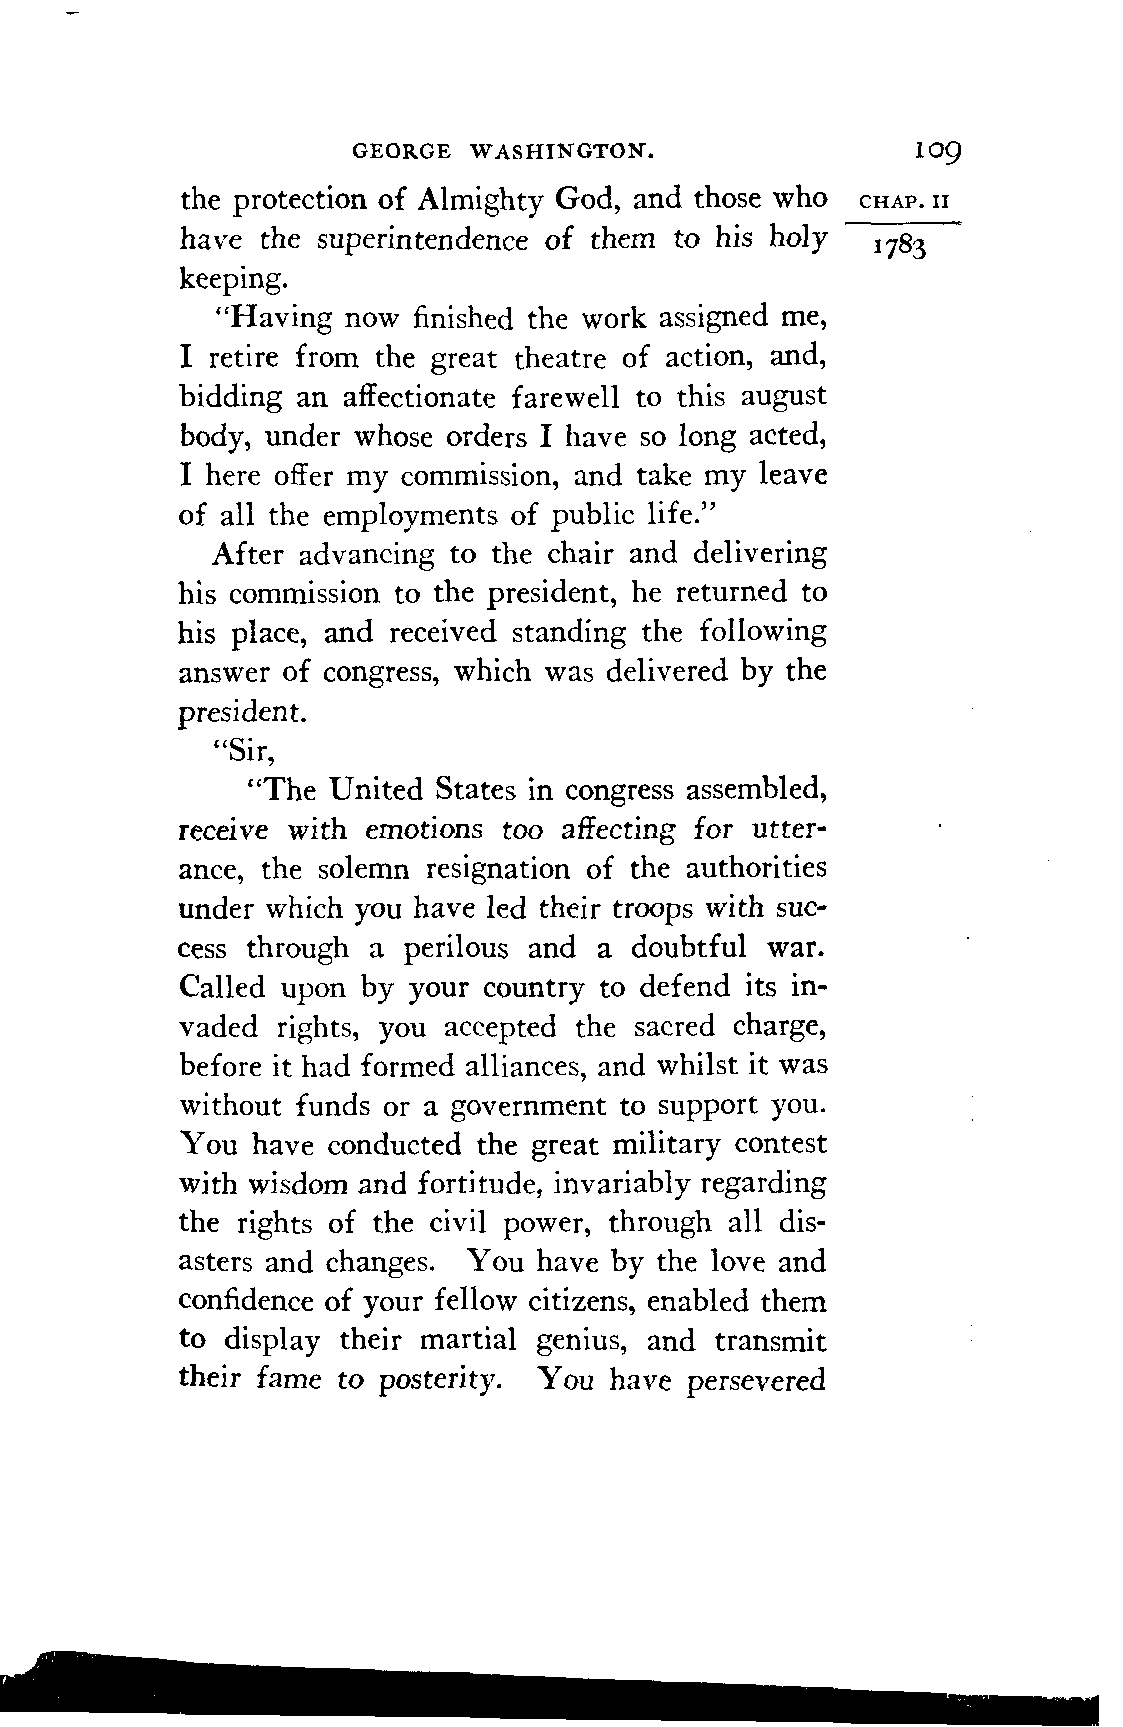 GEORGE WASHINGTON. 109
the protection of Almighty God, and those who CHAP. II
have the superintendence of them to his holy 1783
keeping.
"Having now finished the work assigned me,
I retire from the great theatre of action, and,
bidding an affectionate farewell to this august
body, under whose orders I have so long acted,
I here offer my commission, and take my leave
of all the employments of public life."
After advancing to the chair and delivering
his commission to the president, he returned to
his place, and received standing the following
answer of congress, which was delivered by the
president.
"Sir,
"The United States in congress assembled,
receive with emotions too affecting for utter-
ance, the solemn resignation of the authorities
under which you have led their troops with suc-
cess through a perilous and a doubtful war.
Called upon by your country to defend its in-
vaded rights, you accepted the sacred charge,
before it had formed alliances, and whilst it was
without funds or a government to support you.
You have conducted the great military contest
with wisdom and fortitude, invariably regarding
the rights of the civil power, through all dis-
asters and changes. You have by the love and
confidence of your fellow citizens, enabled them
to display their martial genius, and transmit
their fame to posterity. You have persevered